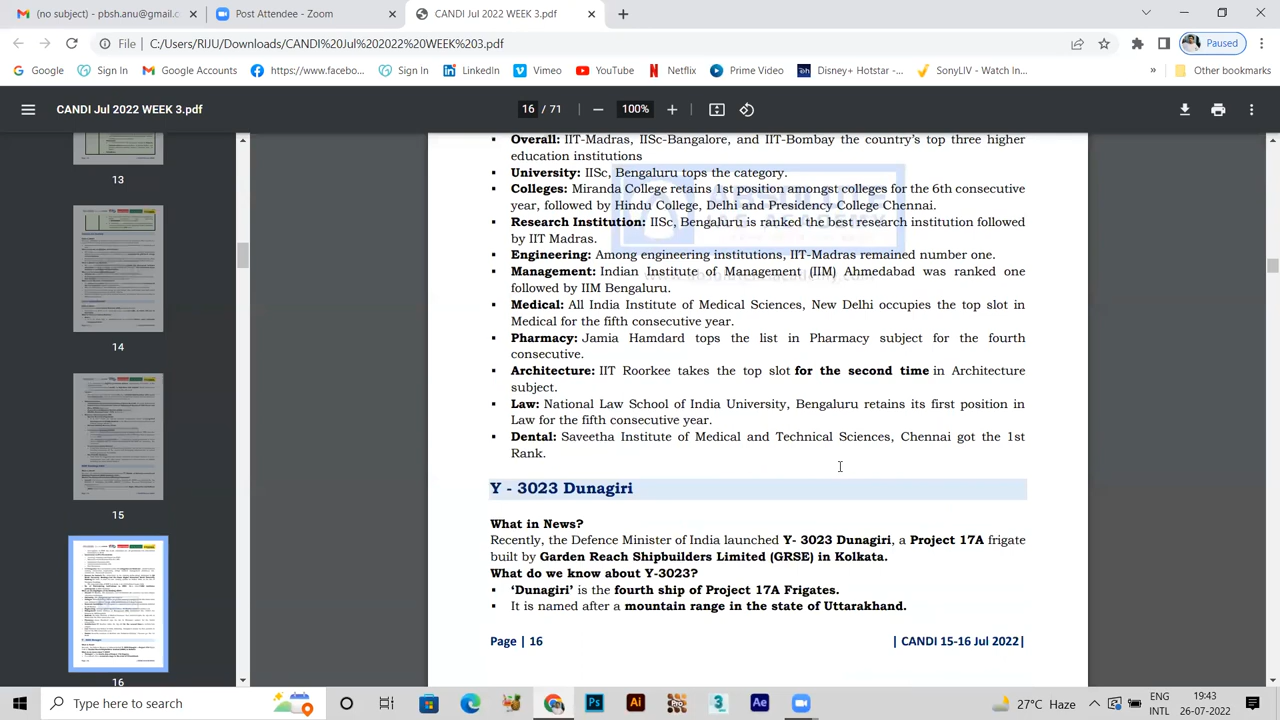 (no subject) - pbshanu@gmail.c
Post Attendee - Zoom
CANDI Jul 2022 WEEK 3.pdf
File
C:/Users/RIJU/Downloads/CANDI%20Jul%202022%20WEEK%203.pdf
Paused
Google
Sign In
Google Accounts
https://www.facebo...
Sign In
LinkedIn
Vimeo
YouTube
Netflix
Prime Video
Disney+ Hotstar -...
SonyLIV - Watch In...
»
Other bookmarks
CANDI Jul 2022 WEEK 3.pdf
16 / 71
100%
13
14
15
16
▪ Overall: IIT-Madras, IISc-Bangalore, and IIT-Bombay the country's top three higher
education institutions
▪ University: IISc, Bengaluru tops the category.
▪ Colleges: Miranda College retains 1st position amongst colleges for the 6th consecutive
year, followed by Hindu College, Delhi and Presidency College Chennai.
▪ Research Institution: IISc, Bengaluru is ranked the best research institution followed
by IIT Madras.
▪ Engineering: Among engineering institutions, IIT-Madras remained number one.
▪ Management: Indian Institute of Management (IIM) Ahmedabad was ranked one
followed by IIM Bengaluru.
▪ Medical: All India Institute of Medical Sciences New Delhi occupies the top slot in
Medical for the fifth consecutive year.
▪ Pharmacy: Jamia Hamdard tops the list in Pharmacy subject for the fourth
consecutive.
▪ Architecture: IIT Roorkee takes the top slot for the second time in Architecture
subject.
▪ Law: National Law School of India University, Bengaluru retains its first position in
Law for the fifth consecutive year.
▪ Dental: Saveetha Institute of Medical and Technical Sciences, Chennai got the 1st
Rank.
Y - 3023 Dunagiri
What in News?
Recently, the Defence Minister of India launched Y- 3023 Dunagiri, a Project 17A frigate
built by Garden Reach Shipbuilders Limited (GRSE) in Kolkata.
What do we know about Y-3023?
▪ 'Dunagiri' is the fourth ship of Project 17A Frigates.
▪ It is named after a mountain range in the state of Uttarakhand.
Page | 16
| CANDI 15-16 Jul 2022|
Type here to search
27°C Haze
ENG
INTL
19:43
26-07-2022